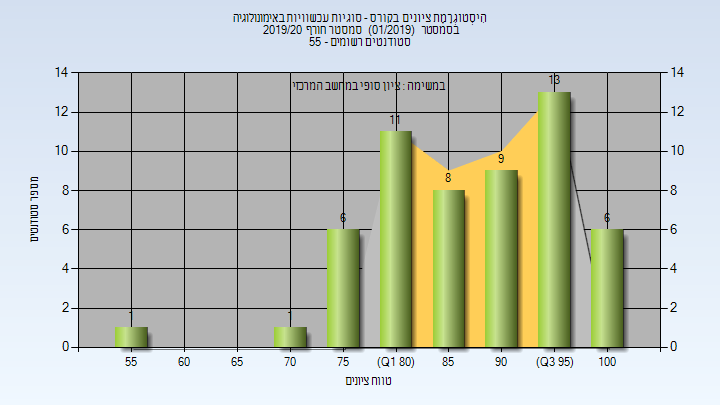 היסטוגרמת ציונים בקורס - סוגיות עכשוויות באימונולוגיה
בסמסטר (01/2019) סמסטר חורף 2019/20
סטודנטים רשומים - 55
במשימה : ציון סופי במחשב המרכזי
14 14
12 12
10 10
8 8
6 6
4 4
2 2
0 0
מספר סטודנטים
1 1 6 11 8 9 13 6
55 60 65 70 75 (Q1 80) 85 90 (Q3 95) 100
טווח ציונים